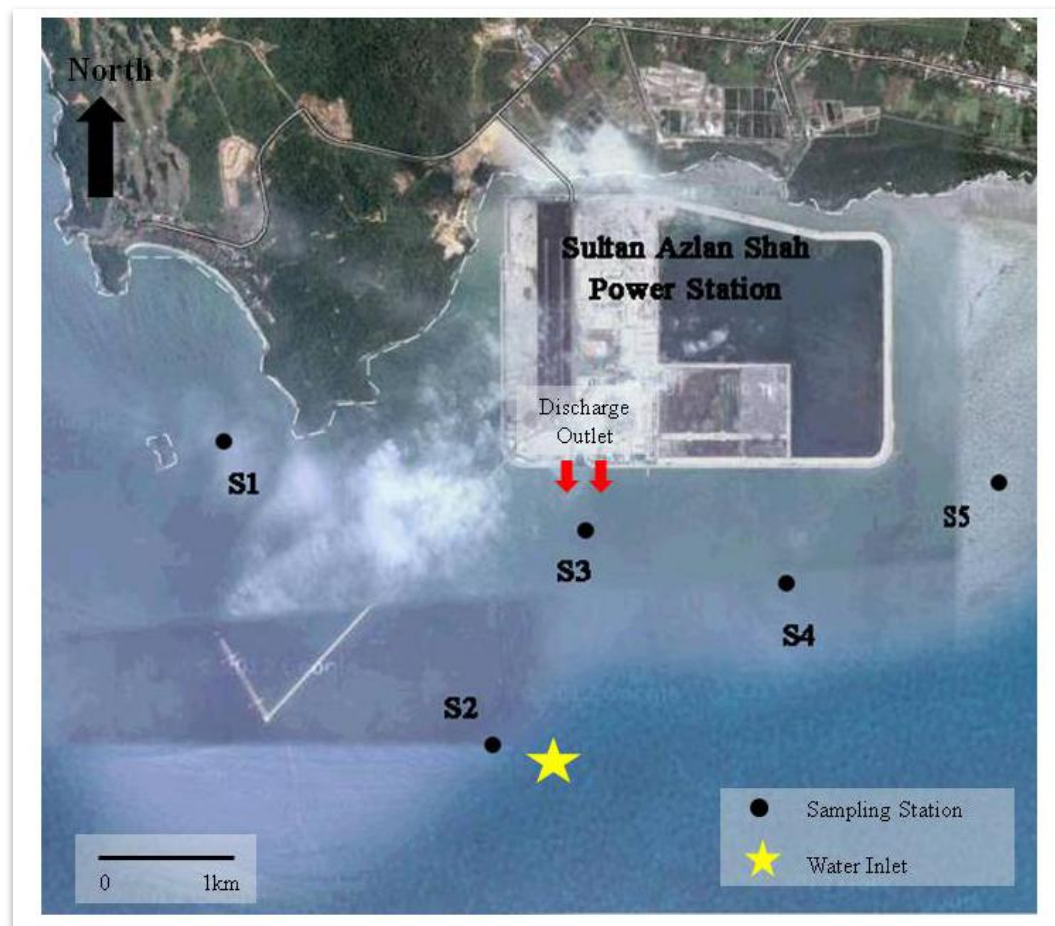 North
Sultan Azlan Shah
Power Station
Discharge
Outlet
S1
S5
S3
S4
S2
Sampling Station
Water Inlet
0 1km